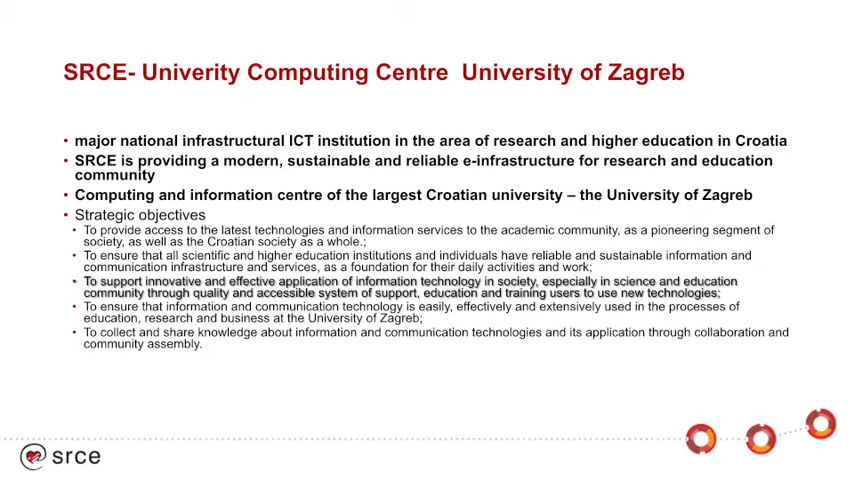 SRCE- Univerity Computing Centre University of Zagreb
• major national infrastructural ICT institution in the area of research and higher education in Croatia
• SRCE is providing a modern, sustainable and reliable e-infrastructure for research and education
community
• Computing and information centre of the largest Croatian university – the University of Zagreb
• Strategic objectives
• To provide access to the latest technologies and information services to the academic community, as a pioneering segment of
society, as well as the Croatian society as a whole.;
• To ensure that all scientific and higher education institutions and individuals have reliable and sustainable information and
communication infrastructure and services, as a foundation for their daily activities and work;
• To support innovative and effective application of information technology in society, especially in science and education
community through quality and accessible system of support, education and training users to use new technologies;
• To ensure that information and communication technology is easily, effectively and extensively used in the processes of
education, research and business at the University of Zagreb;
• To collect and share knowledge about information and communication technologies and its application through collaboration and
community assembly.
srce